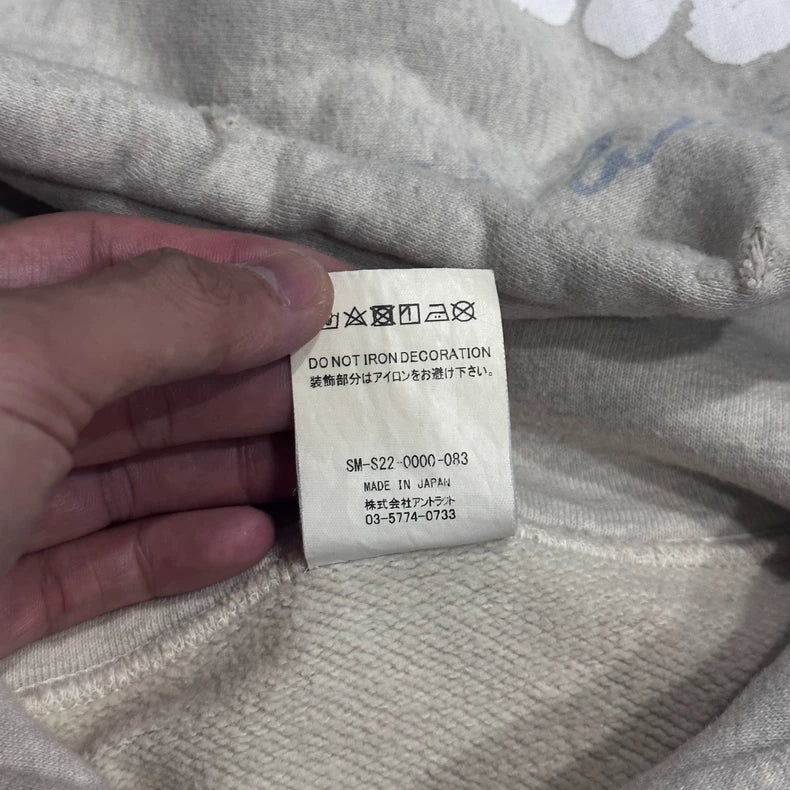 DO NOT IRON DECORATION
装飾部分はアイロンをお避け下さい。
SM-S22-0000-083
MADE IN JAPAN
株式会社アントラクト
03-5774-0733